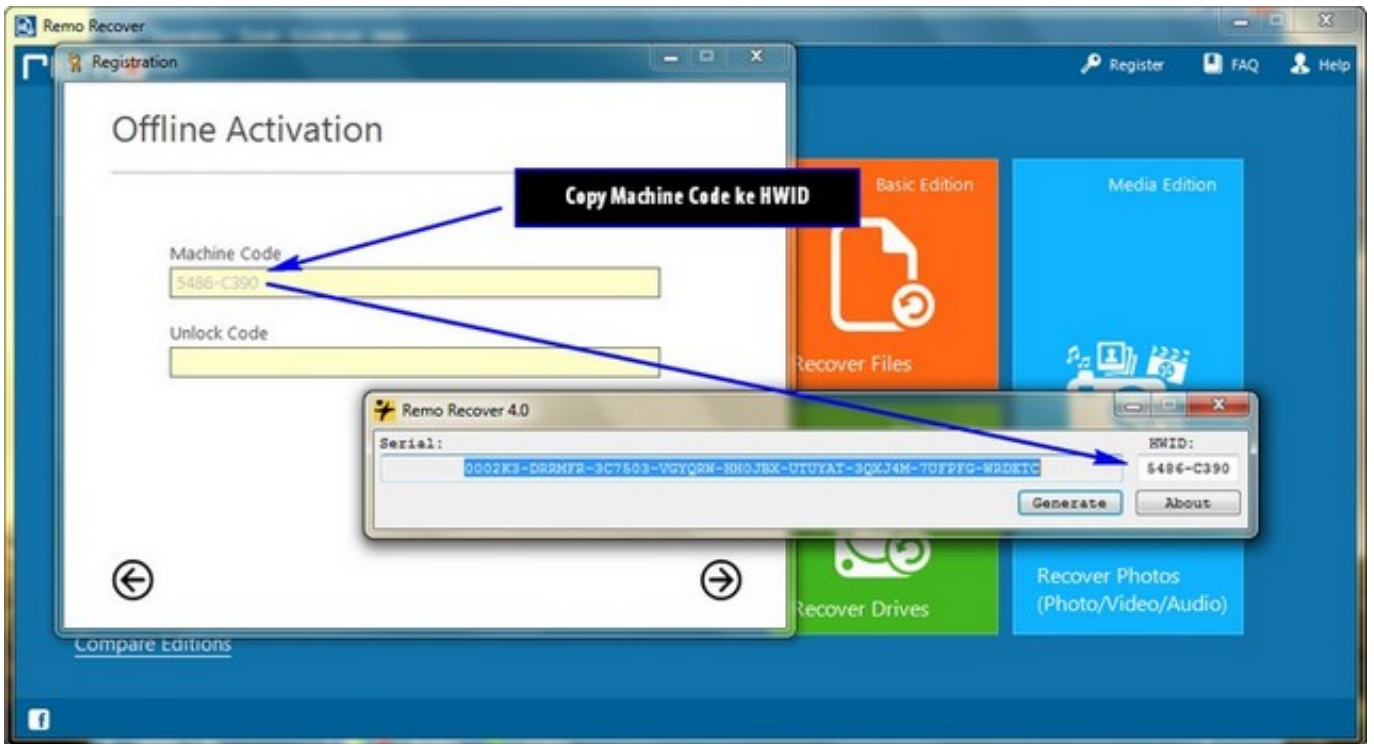 Remo Recover
Registration
Register
FAQ
Help
Offline Activation
Copy Machine Code ke HWID
Basic Edition
Media Edition
Machine Code
5486-C390
Unlock Code
Recover Files
Remo Recover 4.0
Serial:
HWID:
5486-C390
Generate
About
Recover Drives
Recover Photos
(Photo/Video/Audio)
Compare Editions
f